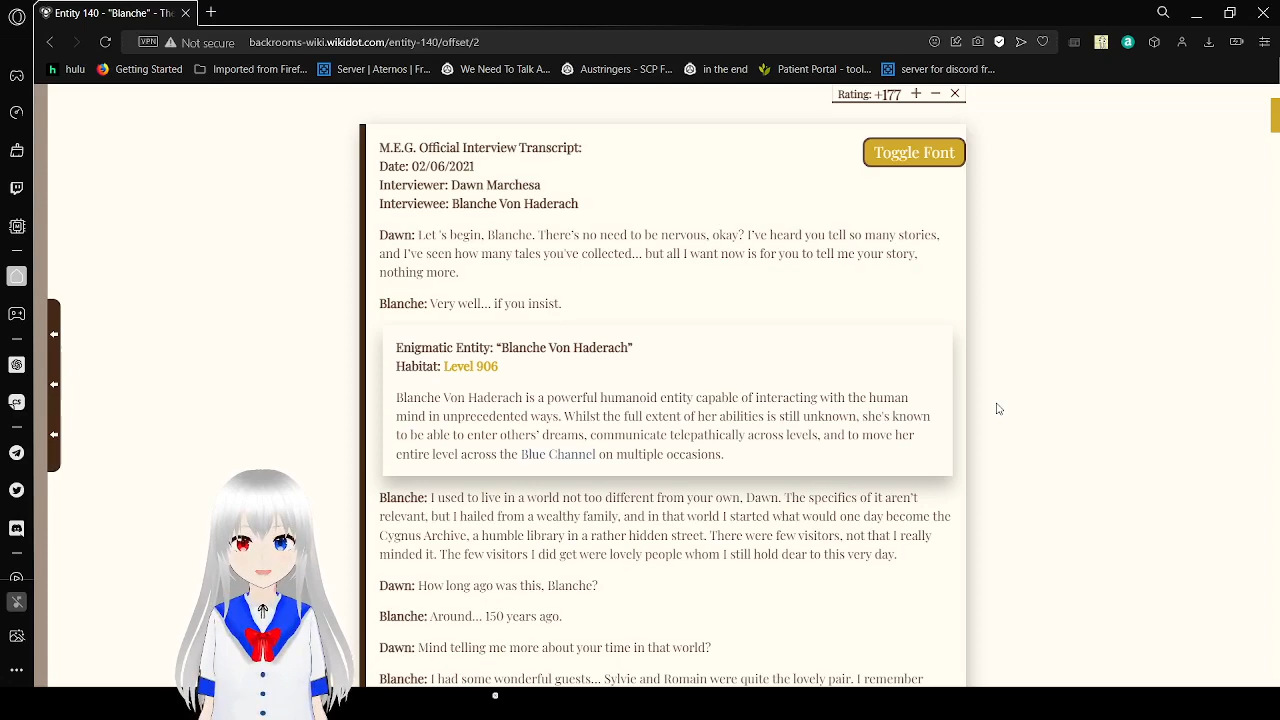 Entity 140 - "Blanche" - The
VPN
Not secure
backrooms-wiki.wikidot.com/entity-140/offset/2
hulu
Getting Started
Imported from Firef...
Server | Aternos | Fr...
We Need To Talk A...
Austringers - SCP F...
in the end
Patient Portal - tool...
server for discord fra...
Rating: +177 + − ×
Toggle Font
M.E.G. Official Interview Transcript:
Date: 02/06/2021
Interviewer: Dawn Marchesa
Interviewee: Blanche Von Haderach
Dawn: Let 's begin, Blanche. There's no need to be nervous, okay? I've heard you tell so many stories,
and I've seen how many tales you've collected... but all I want now is for you to tell me your story,
nothing more.
Blanche: Very well... if you insist.
Enigmatic Entity: “Blanche Von Haderach”
Habitat: Level 906
Blanche Von Haderach is a powerful humanoid entity capable of interacting with the human
mind in unprecedented ways. Whilst the full extent of her abilities is still unknown, she's known
to be able to enter others’ dreams, communicate telepathically across levels, and to move her
entire level across the Blue Channel on multiple occasions.
Blanche: I used to live in a world not too different from your own, Dawn. The specifics of it aren’t
relevant, but I hailed from a wealthy family, and in that world I started what would one day become the
Cygnus Archive, a humble library in a rather hidden street. There were few visitors, not that I really
minded it. The few visitors I did get were lovely people whom I still hold dear to this very day.
Dawn: How long ago was this, Blanche?
Blanche: Around... 150 years ago.
Dawn: Mind telling me more about your time in that world?
Blanche: I had some wonderful guests... Sylvie and Romain were quite the lovely pair. I remember